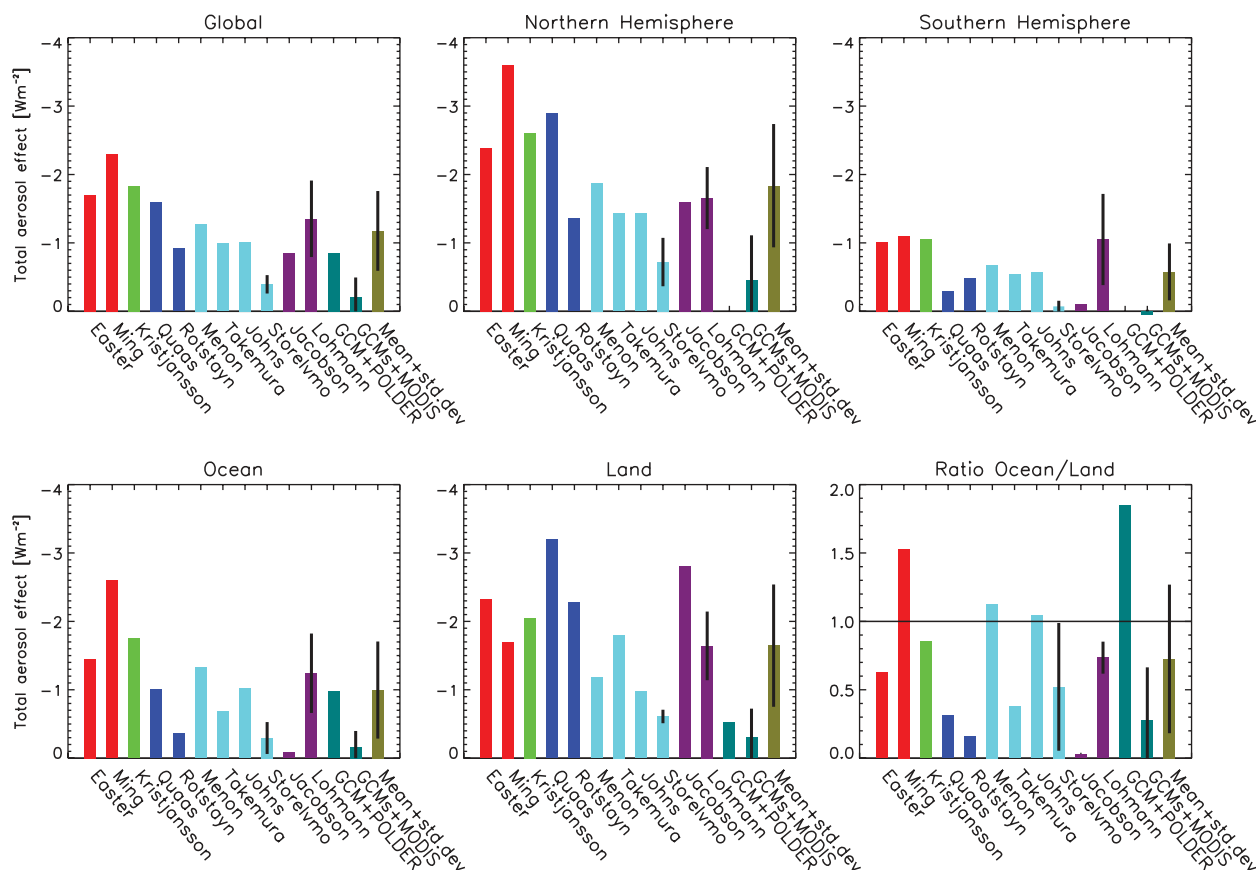 Global
Northern Hemisphere
Southern Hemisphere
Total aerosol effect [Wm⁻²]
-4
-3
-2
-1
0
-4
-3
-2
-1
0
-4
-3
-2
-1
0
Easter
Ming
Kristjansson
Quaas
Rotstayn
Menon
Takemura
Johns
Storelvmo
Jacobson
Lohmann
GCM+POLDER
GCMs+MODIS
Mean+std.dev
Easter
Ming
Kristjansson
Quaas
Rotstayn
Menon
Takemura
Johns
Storelvmo
Jacobson
Lohmann
GCM+POLDER
GCMs+MODIS
Mean+std.dev
Easter
Ming
Kristjansson
Quaas
Rotstayn
Menon
Takemura
Johns
Storelvmo
Jacobson
Lohmann
GCM+POLDER
GCMs+MODIS
Mean+std.dev
Ocean
Land
Ratio Ocean/Land
Total aerosol effect [Wm⁻²]
-4
-3
-2
-1
0
-4
-3
-2
-1
0
2.0
1.5
1.0
0.5
0.0
Easter
Ming
Kristjansson
Quaas
Rotstayn
Menon
Takemura
Johns
Storelvmo
Jacobson
Lohmann
GCM+POLDER
GCMs+MODIS
Mean+std.dev
Easter
Ming
Kristjansson
Quaas
Rotstayn
Menon
Takemura
Johns
Storelvmo
Jacobson
Lohmann
GCM+POLDER
GCMs+MODIS
Mean+std.dev
Easter
Ming
Kristjansson
Quaas
Rotstayn
Menon
Takemura
Johns
Storelvmo
Jacobson
Lohmann
GCM+POLDER
GCMs+MODIS
Mean+std.dev